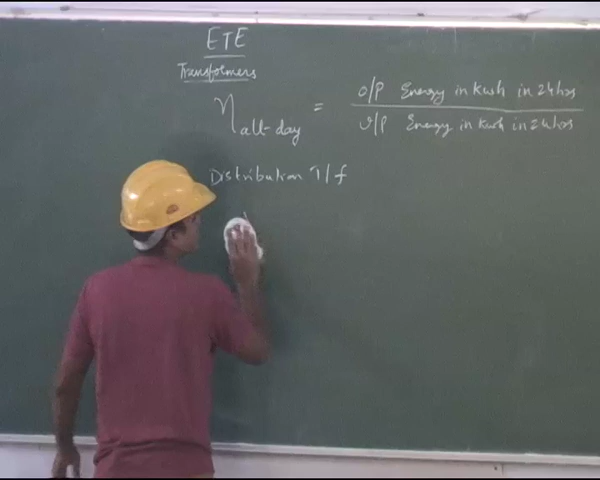 ETE
Transformers
η all-day = O/P Energy in Kwh in 24hrs
I/P Energy in Kwh in 24hrs
Distribution T/f